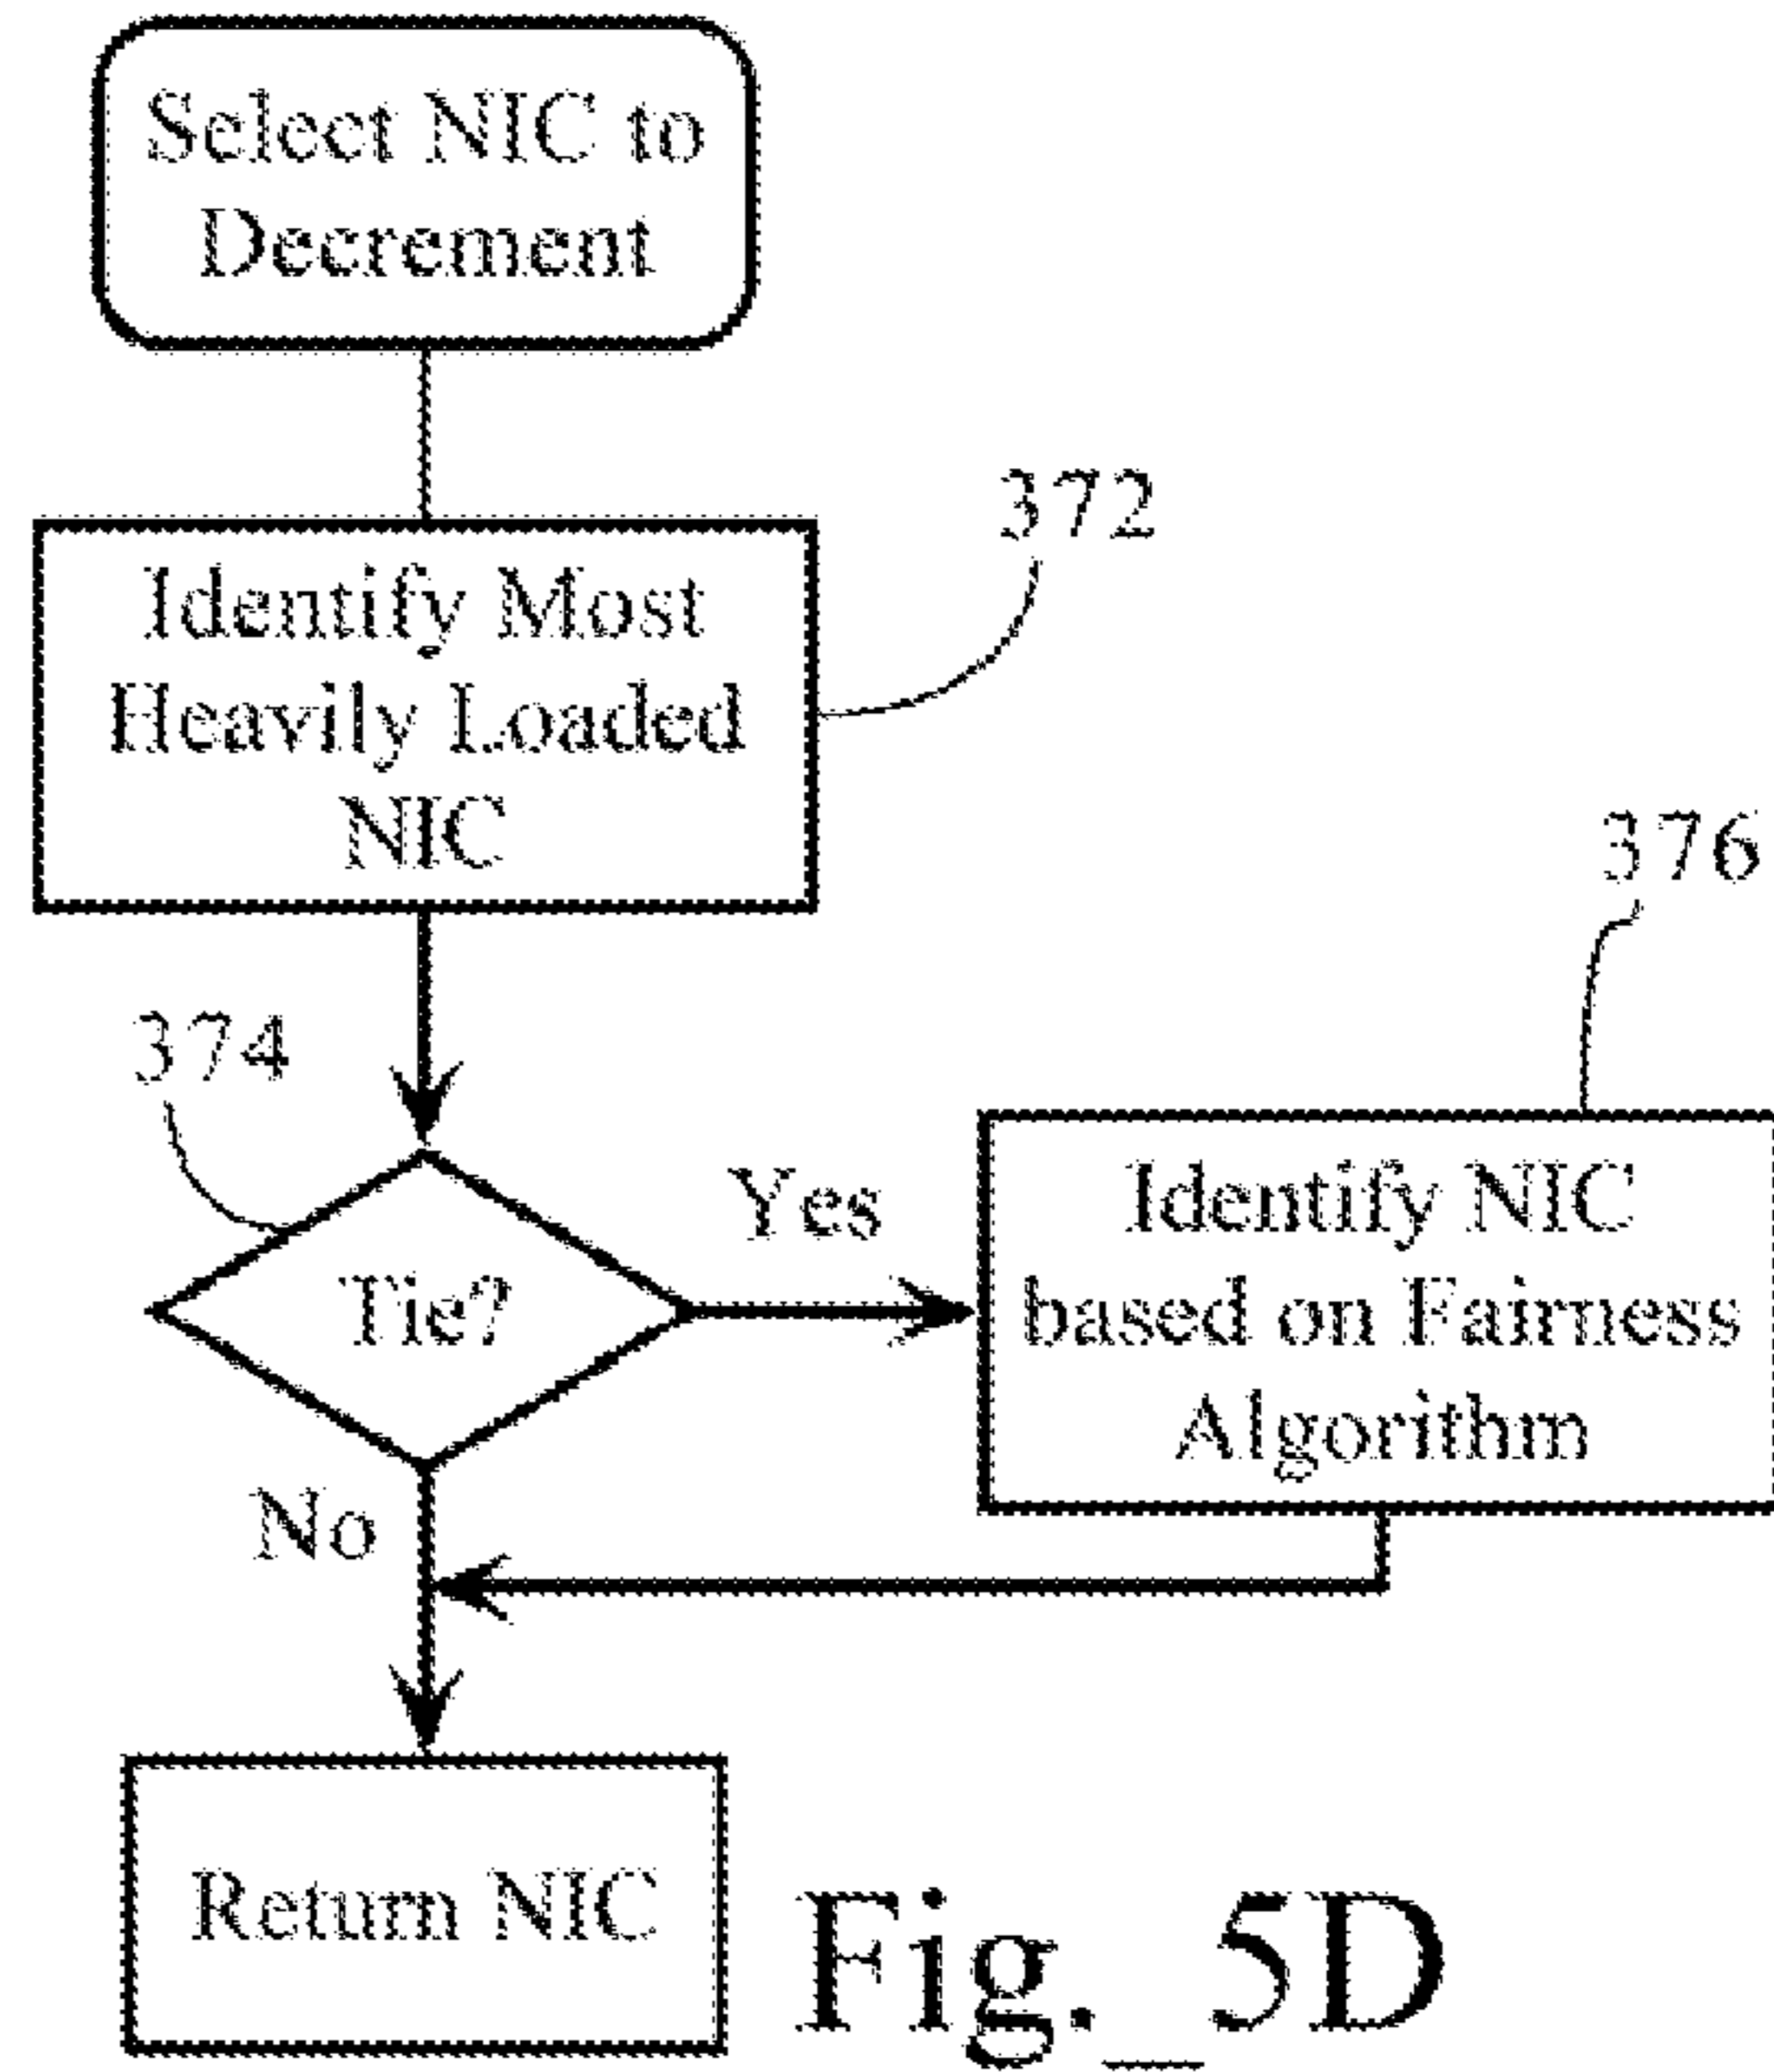 Select NIC to
Decrement
372
Identify Most
Heavily Loaded
NIC
376
374
Yes
Identify NIC
based on Fairness
Algorithm
Tie?
No
Return NIC
Fig._5D